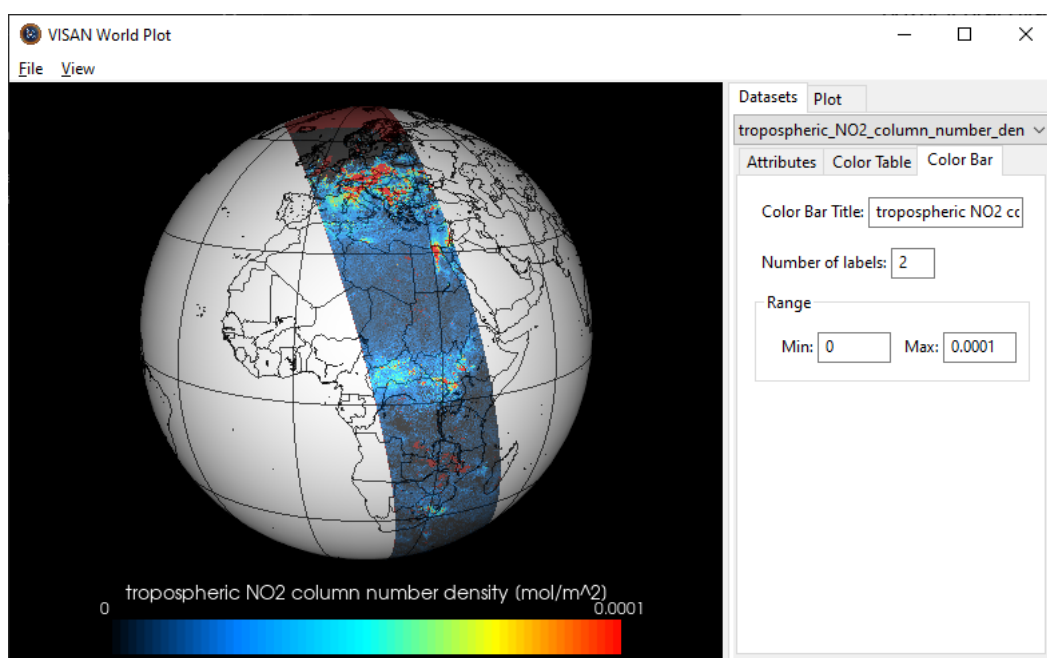 VISAN World Plot
File View
Datasets Plot
tropospheric_NO2_column_number_den
Attributes Color Table Color Bar
Color Bar Title: tropospheric NO2 cc
Number of labels: 2
Range
Min: 0 Max: 0.0001
tropospheric NO2 column number density (mol/m^2)
0 0.0001